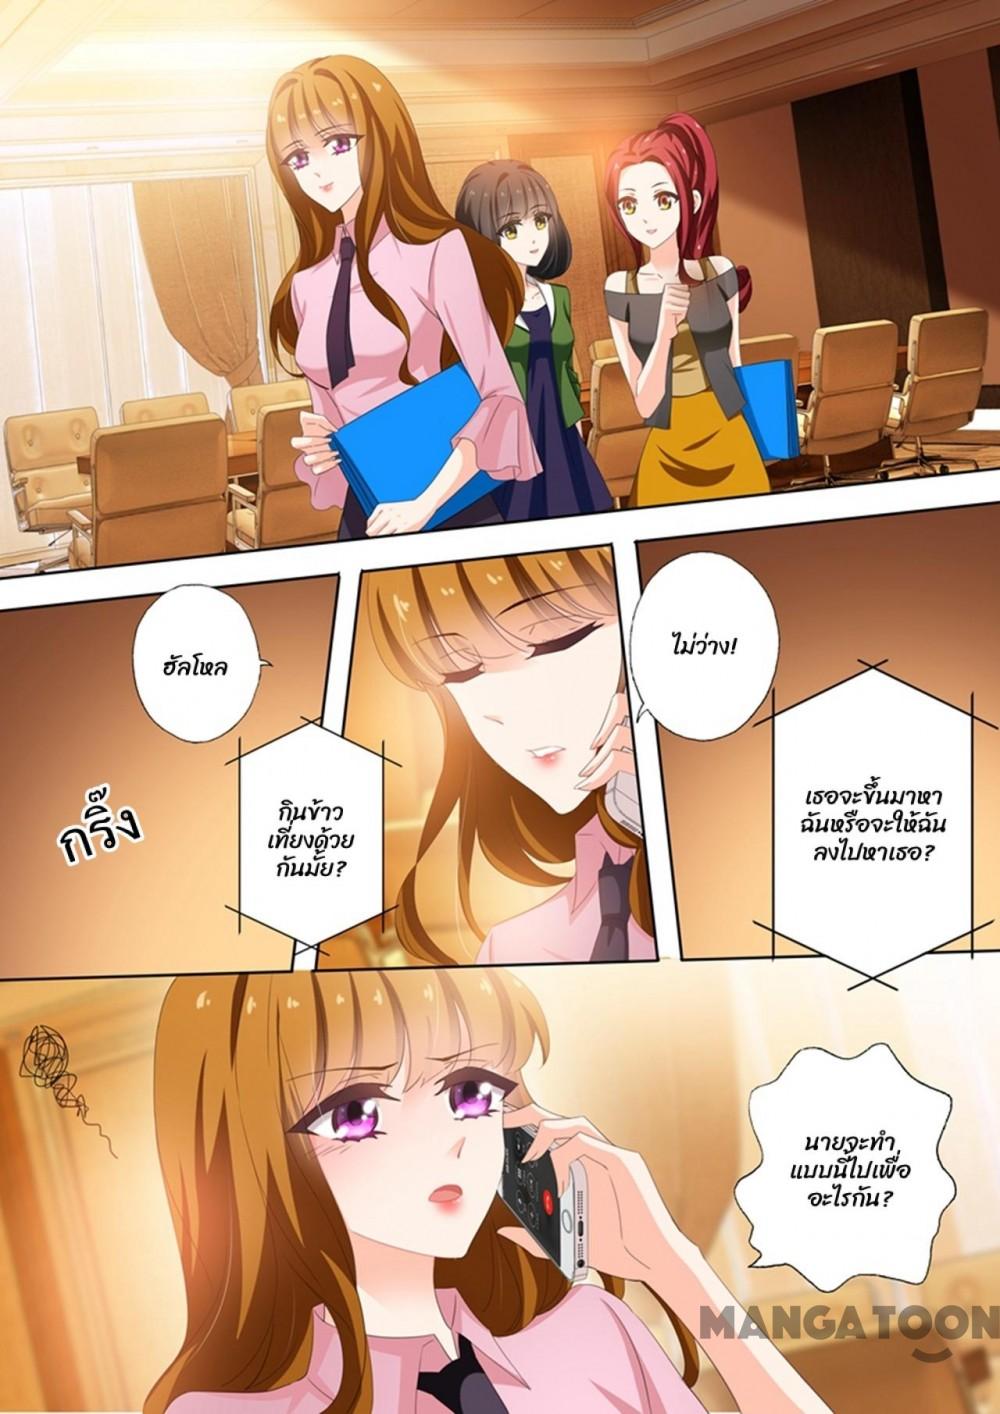 ฮัลโหล
กริ๊ง
กินข้าว
เที่ยงด้วย
กันมั้ย?
ไม่ว่าง!
เธอจะขึ้นมาหา
ฉันหรือจะให้ฉัน
ลงไปหาเธอ?
นายจะทำ
แบบนี้ไปเพื่อ
อะไรกัน?
MANGATOON